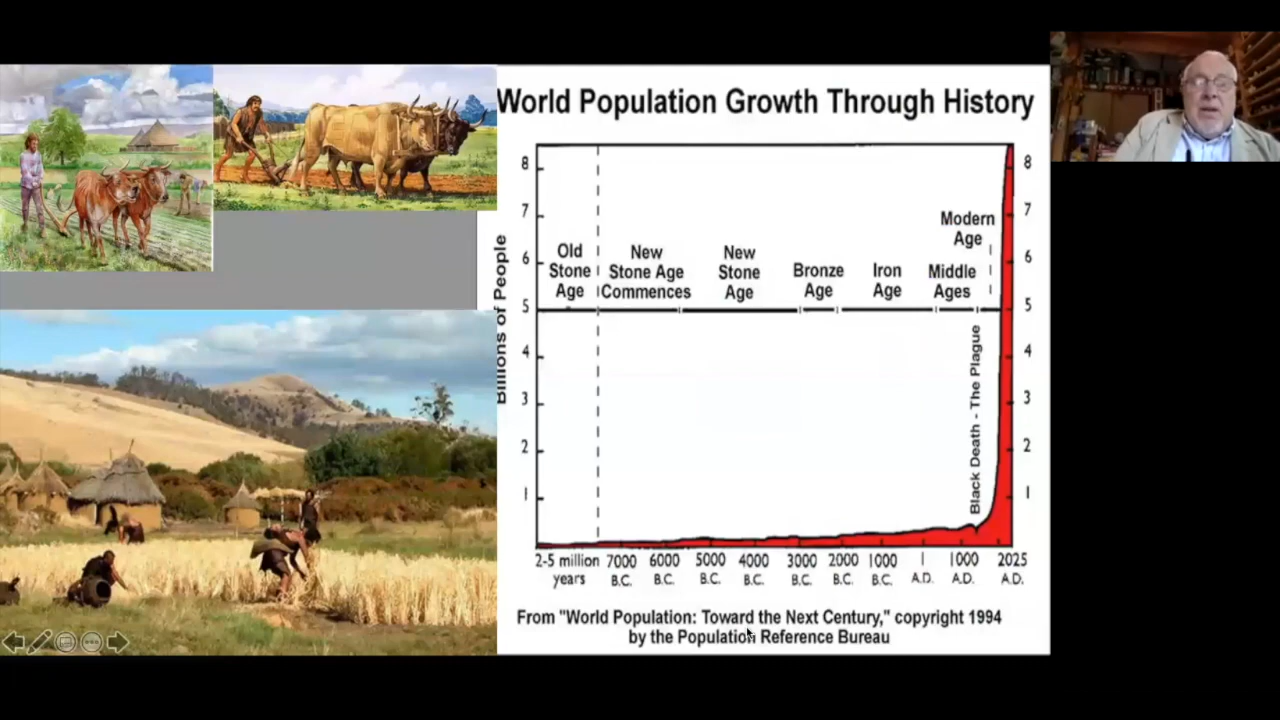 World Population Growth Through History
Billions of People
8
7
6
5
4
3
2
1
Old
Stone
Age
New
Stone Age
Commences
New
Stone
Age
Bronze
Age
Iron
Age
Middle
Ages
Modern
Age
Black Death - The Plague
8
7
6
5
4
3
2
1
2-5 million
years
7000
B.C.
6000
B.C.
5000
B.C.
4000
B.C.
3000
B.C.
2000
B.C.
1000
B.C.
1
A.D.
1000
A.D.
2025
A.D.
From "World Population: Toward the Next Century," copyright 1994
by the Population Reference Bureau